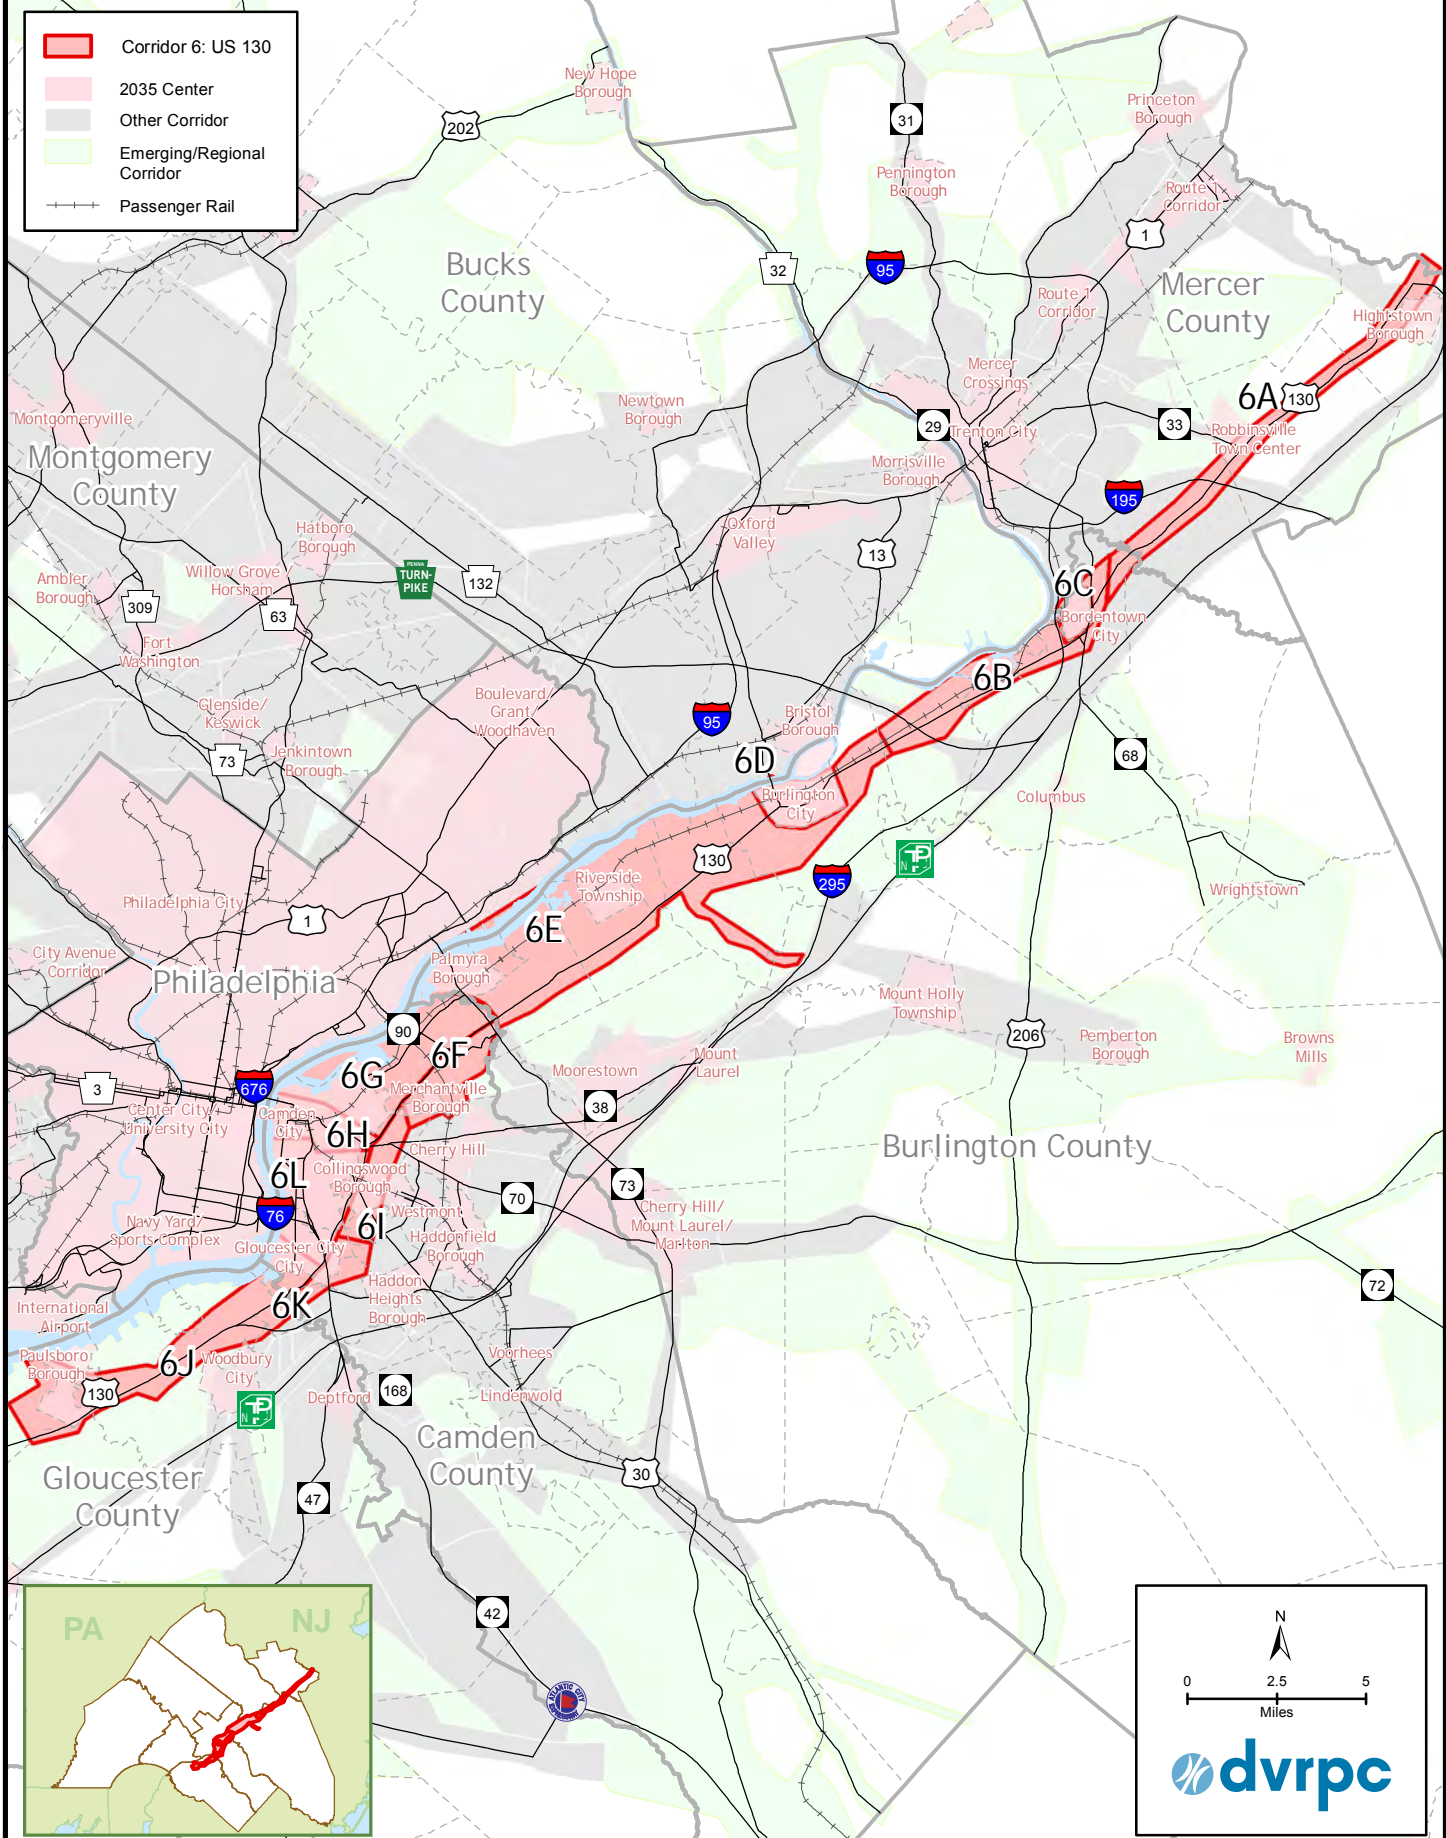 Corridor 6: US 130
2035 Center
Other Corridor
Emerging/Regional
Corridor
Passenger Rail
New Hope
Borough
202
31
Princeton
Borough
Pennington
Borough
Route 1
Corridor
1
Bucks
County
32
95
Mercer
County
Route 1
Corridor
Hightstown
Borough
Mercer
Crossings
6A
130
Newtown
Borough
Montgomeryville
29
Trenton City
33
Robbinsville
Town Center
Montgomery
County
Morrisville
Borough
195
Hatboro
Borough
Oxford
Valley
13
Willow Grove /
Horsham
PENNA
TURN-
PIKE
132
Ambler
Borough
309
63
6C
Bordentown
City
Fort
Washington
6B
Boulevard/
Grant/
Woodhaven
Glenside/
Keswick
95
Bristol
Borough
Jenkintown
Borough
73
6D
68
Burlington
City
Columbus
130
N
TP
r
295
Riverside
Township
Wrightstown
Philadelphia City
1
6E
City Avenue
Corridor
Palmyra
Borough
Philadelphia
Mount Holly
Township
90
206
Pemberton
Borough
Browns
Mills
6F
6G
Moorestown
Mount
Laurel
3
676
Merchantville
Borough
Center City/
University City
Camden
City
38
6H
Cherry Hill
Burlington County
6L
Collingswood
Borough
70
73
Cherry Hill/
Mount Laurel/
Marlton
76
Westmont
Navy Yard/
Sports Complex
6I
Haddonfield
Borough
Gloucester City
City
72
Haddon
Heights
Borough
International
Airport
6K
Paulsboro
Borough
6J
Woodbury
City
Voorhees
130
168
Deptford
Lindenwold
N
TP
r
Camden
County
Gloucester
County
30
47
42
ATLANTIC CITY
EXPRESSWAY
PA
NJ
N
0
2.5
5
Miles
dvrpc